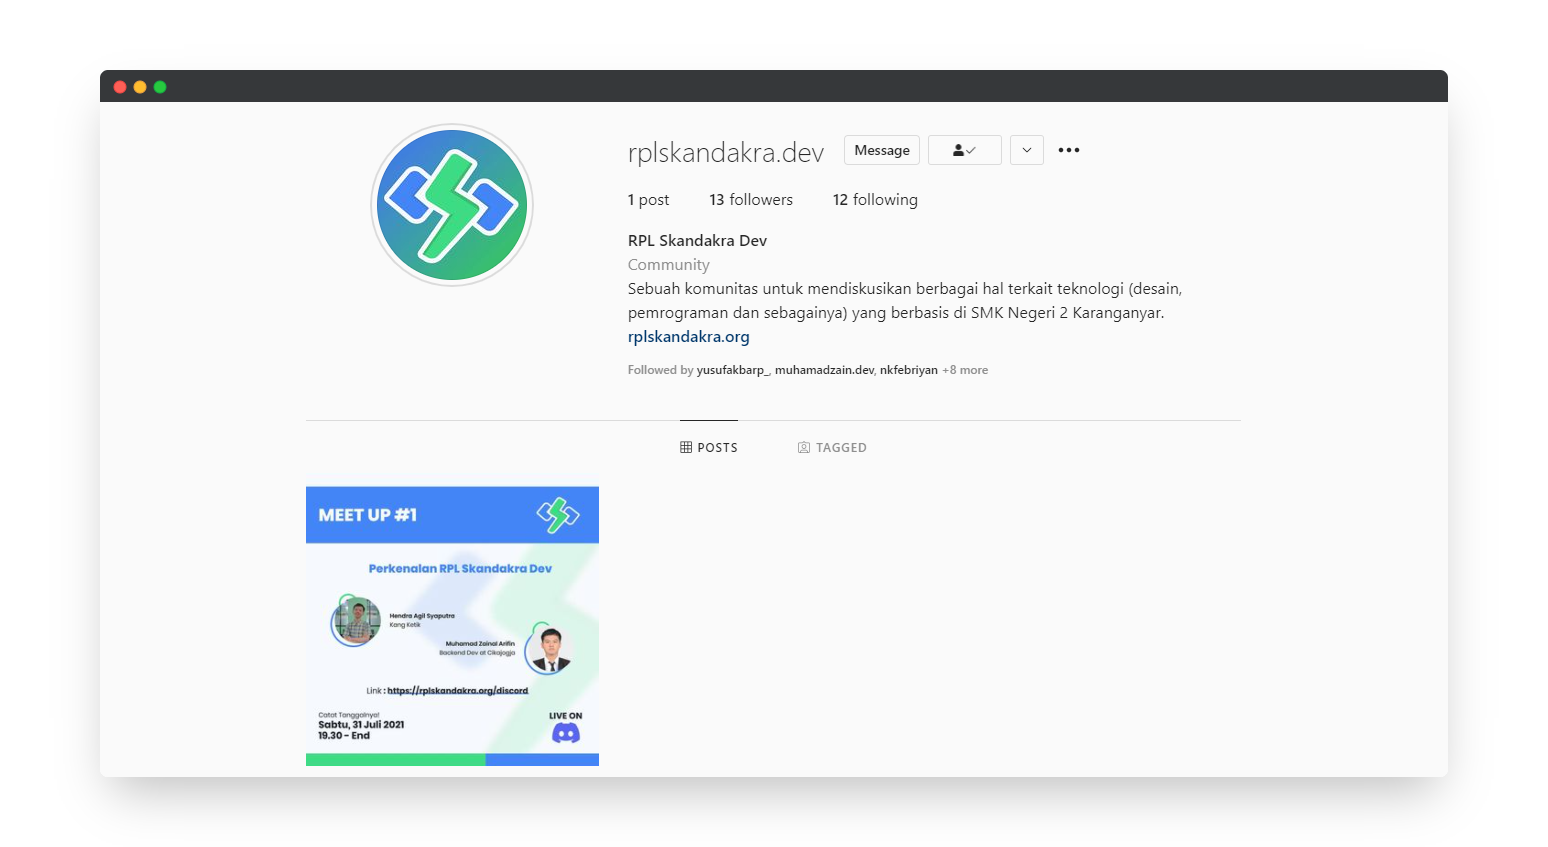 rplskandakra.dev
Message
1 post 13 followers 12 following
RPL Skandakra Dev
Community
Sebuah komunitas untuk mendiskusikan berbagai hal terkait teknologi (desain,
pemrograman dan sebagainya) yang berbasis di SMK Negeri 2 Karanganyar.
rplskandakra.org
Followed by yusufakbarp_, muhamadzain.dev, nkfebriyan +8 more
POSTS
TAGGED
MEET UP #1
Perkenalan RPL Skandakra Dev
Hendra Agil Syaputra
Kang Ketik
Muhamad Zainal Arifin
Backend Dev at Cikajogja
Link : https://rplskandakra.org/discord
Catat Tanggalnya!
Sabtu, 31 Juli 2021
19.30 - End
LIVE ON